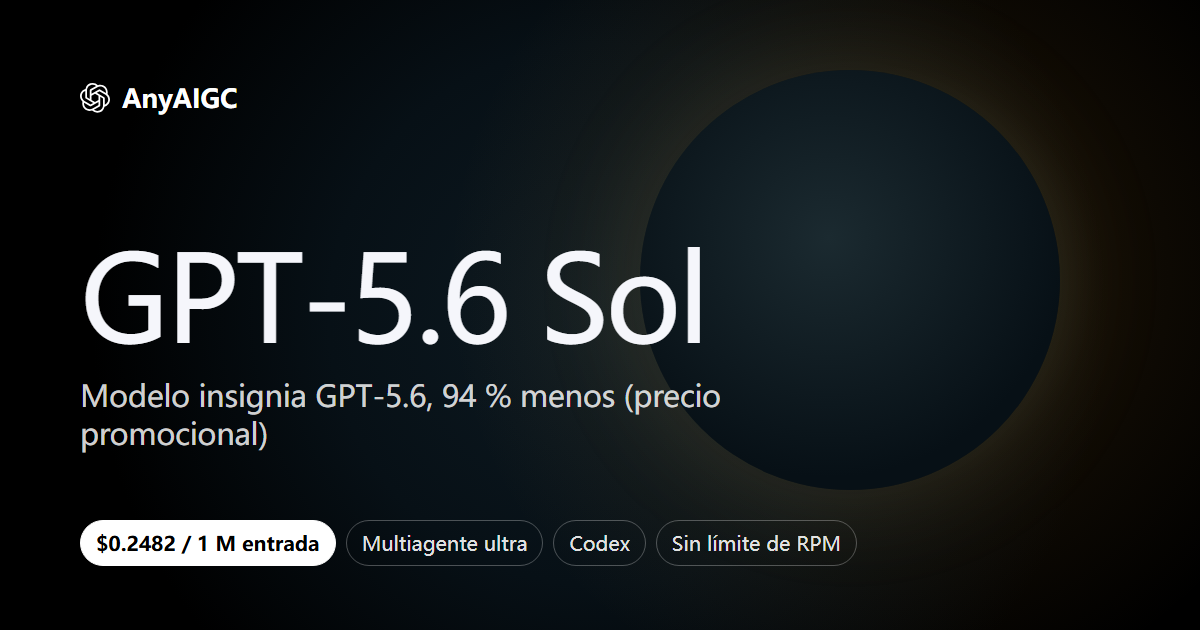 AnyAIGC
GPT-5.6 Sol
Modelo insignia GPT-5.6, 94 % menos (precio
promocional)
$0.2482 / 1 M entrada
Multiagente ultra
Codex
Sin límite de RPM